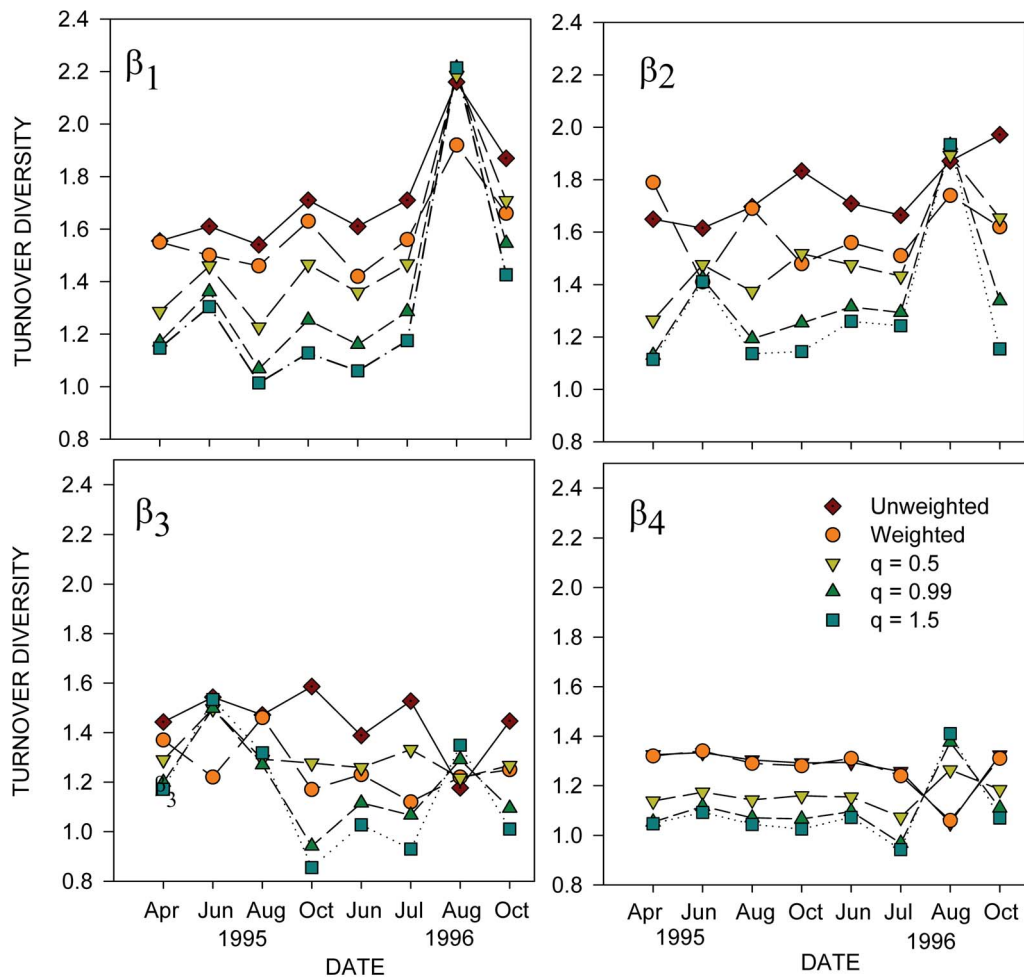 β1
β2
TURNOVER DIVERSITY
2.4
2.2
2.0
1.8
1.6
1.4
1.2
1.0
0.8
2.4
2.2
2.0
1.8
1.6
1.4
1.2
1.0
0.8
β3
β4
TURNOVER DIVERSITY
2.4
2.2
2.0
1.8
1.6
1.4
1.2
1.0
0.8
2.4
2.2
2.0
1.8
1.6
1.4
1.2
1.0
0.8
Unweighted
Weighted
q = 0.5
q = 0.99
q = 1.5
Apr Jun Aug Oct Jun Jul Aug Oct
1995 1996
DATE
Apr Jun Aug Oct Jun Jul Aug Oct
1995 1996
DATE